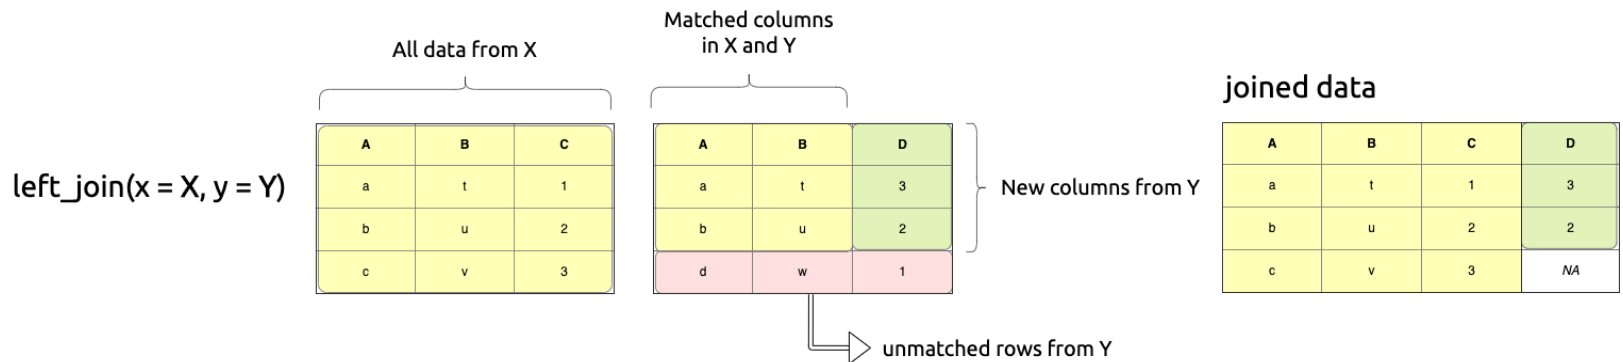 left_join(x = X, y = Y)
All data from X
A B C
a t 1
b u 2
c v 3
Matched columns
in X and Y
A B D
a t 3
b u 2
d w 1
New columns from Y
unmatched rows from Y
joined data
A B C D
a t 1 3
b u 2 2
c v 3 NA